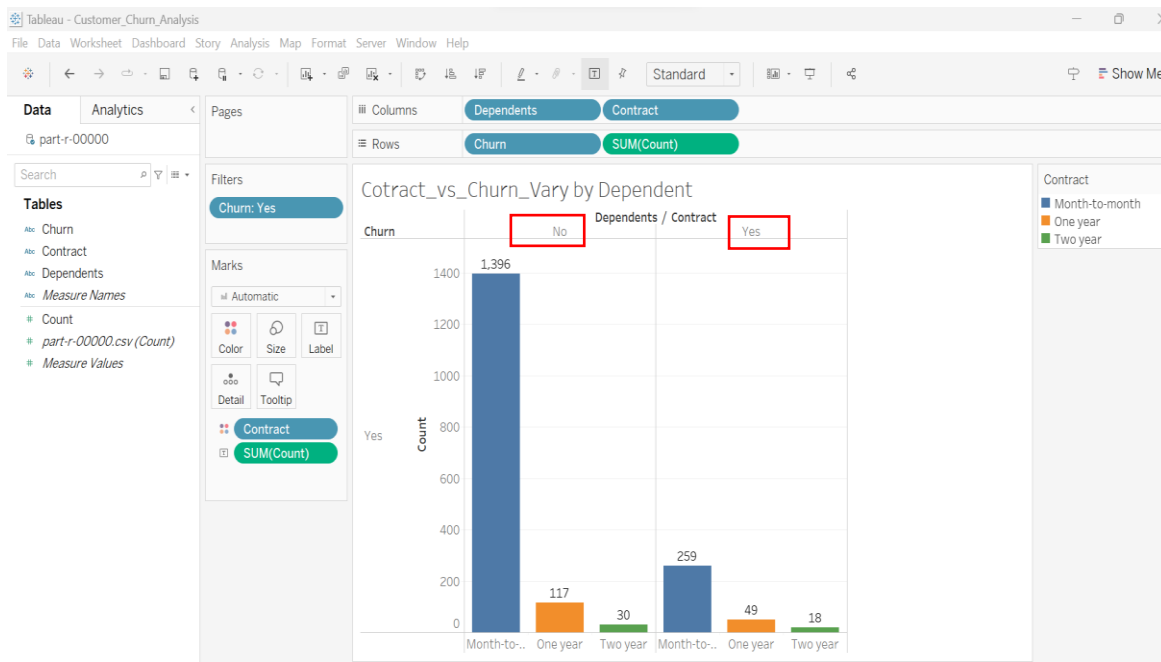 Tableau - Customer_Churn_Analysis
File Data Worksheet Dashboard Story Analysis Map Format Server Window Help
Standard
Show Me
Data Analytics
part-r-00000
Search
Tables
Abc Churn
Abc Contract
Abc Dependents
Abc Measure Names
# Count
# part-r-00000.csv (Count)
# Measure Values
Pages
Filters
Churn: Yes
Marks
Automatic
Color Size Label
Detail Tooltip
Contract
SUM(Count)
Columns Dependents Contract
Rows Churn SUM(Count)
Cotract_vs_Churn_Vary by Dependent
Dependents / Contract
Churn No Yes
Yes
Count
1400
1200
1000
800
600
400
200
0
1,396
117
30
259
49
18
Month-to-.. One year Two year Month-to-.. One year Two year
Contract
Month-to-month
One year
Two year